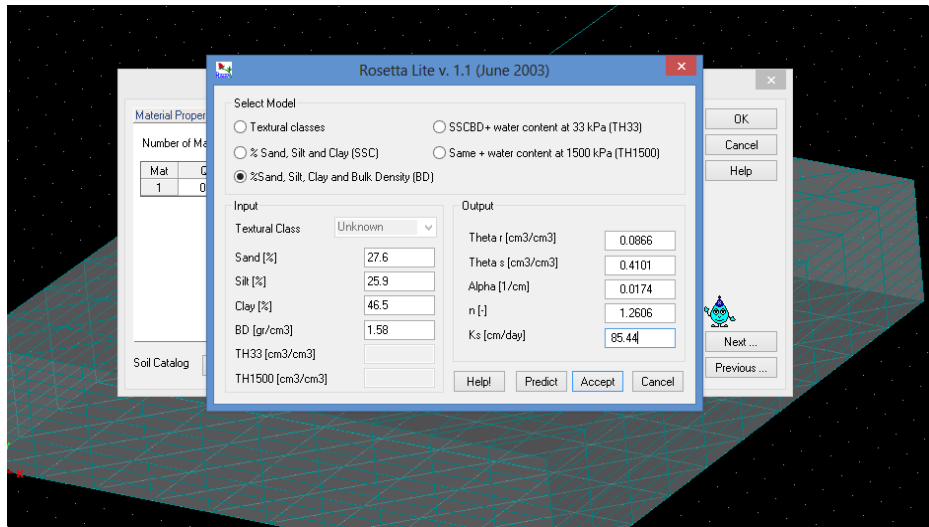 Rosetta Lite v. 1.1 (June 2003)
Select Model
Textural classes
SSCBD+ water content at 33 kPa (TH33)
% Sand, Silt and Clay (SSC)
Same + water content at 1500 kPa (TH1500)
%Sand, Silt, Clay and Bulk Density (BD)
Input
Textural Class Unknown
Sand [%] 27.6
Silt [%] 25.9
Clay [%] 46.5
BD [gr/cm3] 1.58
TH33 [cm3/cm3]
TH1500 [cm3/cm3]
Output
Theta r [cm3/cm3] 0.0866
Theta s [cm3/cm3] 0.4101
Alpha [1/cm] 0.0174
n [-] 1.2606
Ks [cm/day] 85.44
Help! Predict Accept Cancel
Material Proper
Number of Ma
Mat Q
1 0
Soil Catalog
OK
Cancel
Help
Next ...
Previous ...